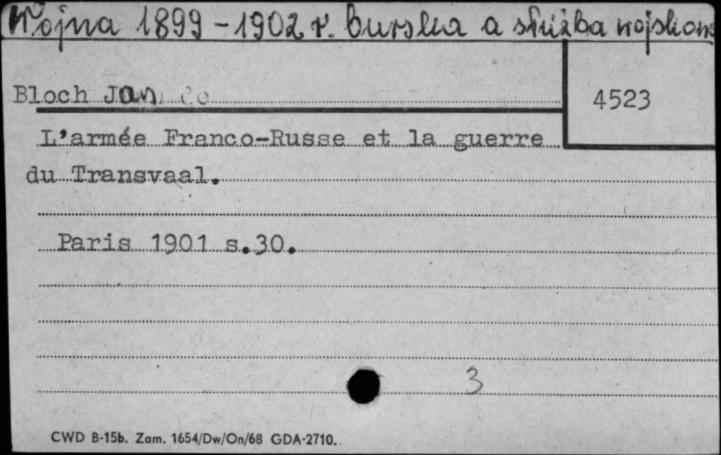 Wojna 1899-1902 r. burska a służba wojskowa
Bloch Jan
4523
L'armée Franco-Russe et la guerre
du Transvaal.
Paris 1901 s.30.
3
CWD B-15b. Zam. 1654/Dw/On/68 GDA-2710.